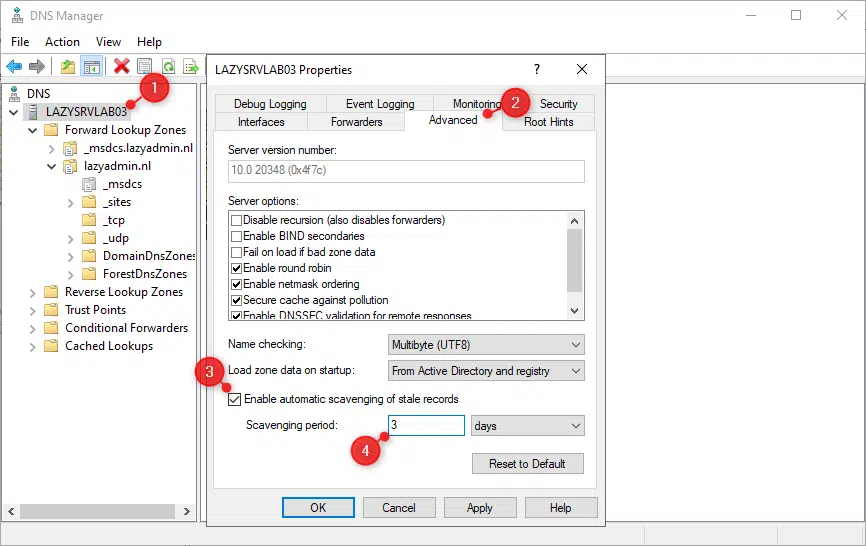 DNS Manager
File Action View Help
DNS
1
LAZYSRVLAB03
Forward Lookup Zones
_msdcs.lazyadmin.nl
lazyadmin.nl
_msdcs
_sites
_tcp
_udp
DomainDnsZones
ForestDnsZones
Reverse Lookup Zones
Trust Points
Conditional Forwarders
Cached Lookups
LAZYSRVLAB03 Properties
?
Debug Logging Event Logging Monitoring Security
2
Interfaces Forwarders Advanced Root Hints
Server version number:
10.0 20348 (0x4f7c)
Server options:
Disable recursion (also disables forwarders)
Enable BIND secondaries
Fail on load if bad zone data
Enable round robin
Enable netmask ordering
Secure cache against pollution
Enable DNSSEC validation for remote responses
Name checking: Multibyte (UTF8)
Load zone data on startup: From Active Directory and registry
3
Enable automatic scavenging of stale records
Scavenging period: 3 days
4
Reset to Default
OK Cancel Apply Help